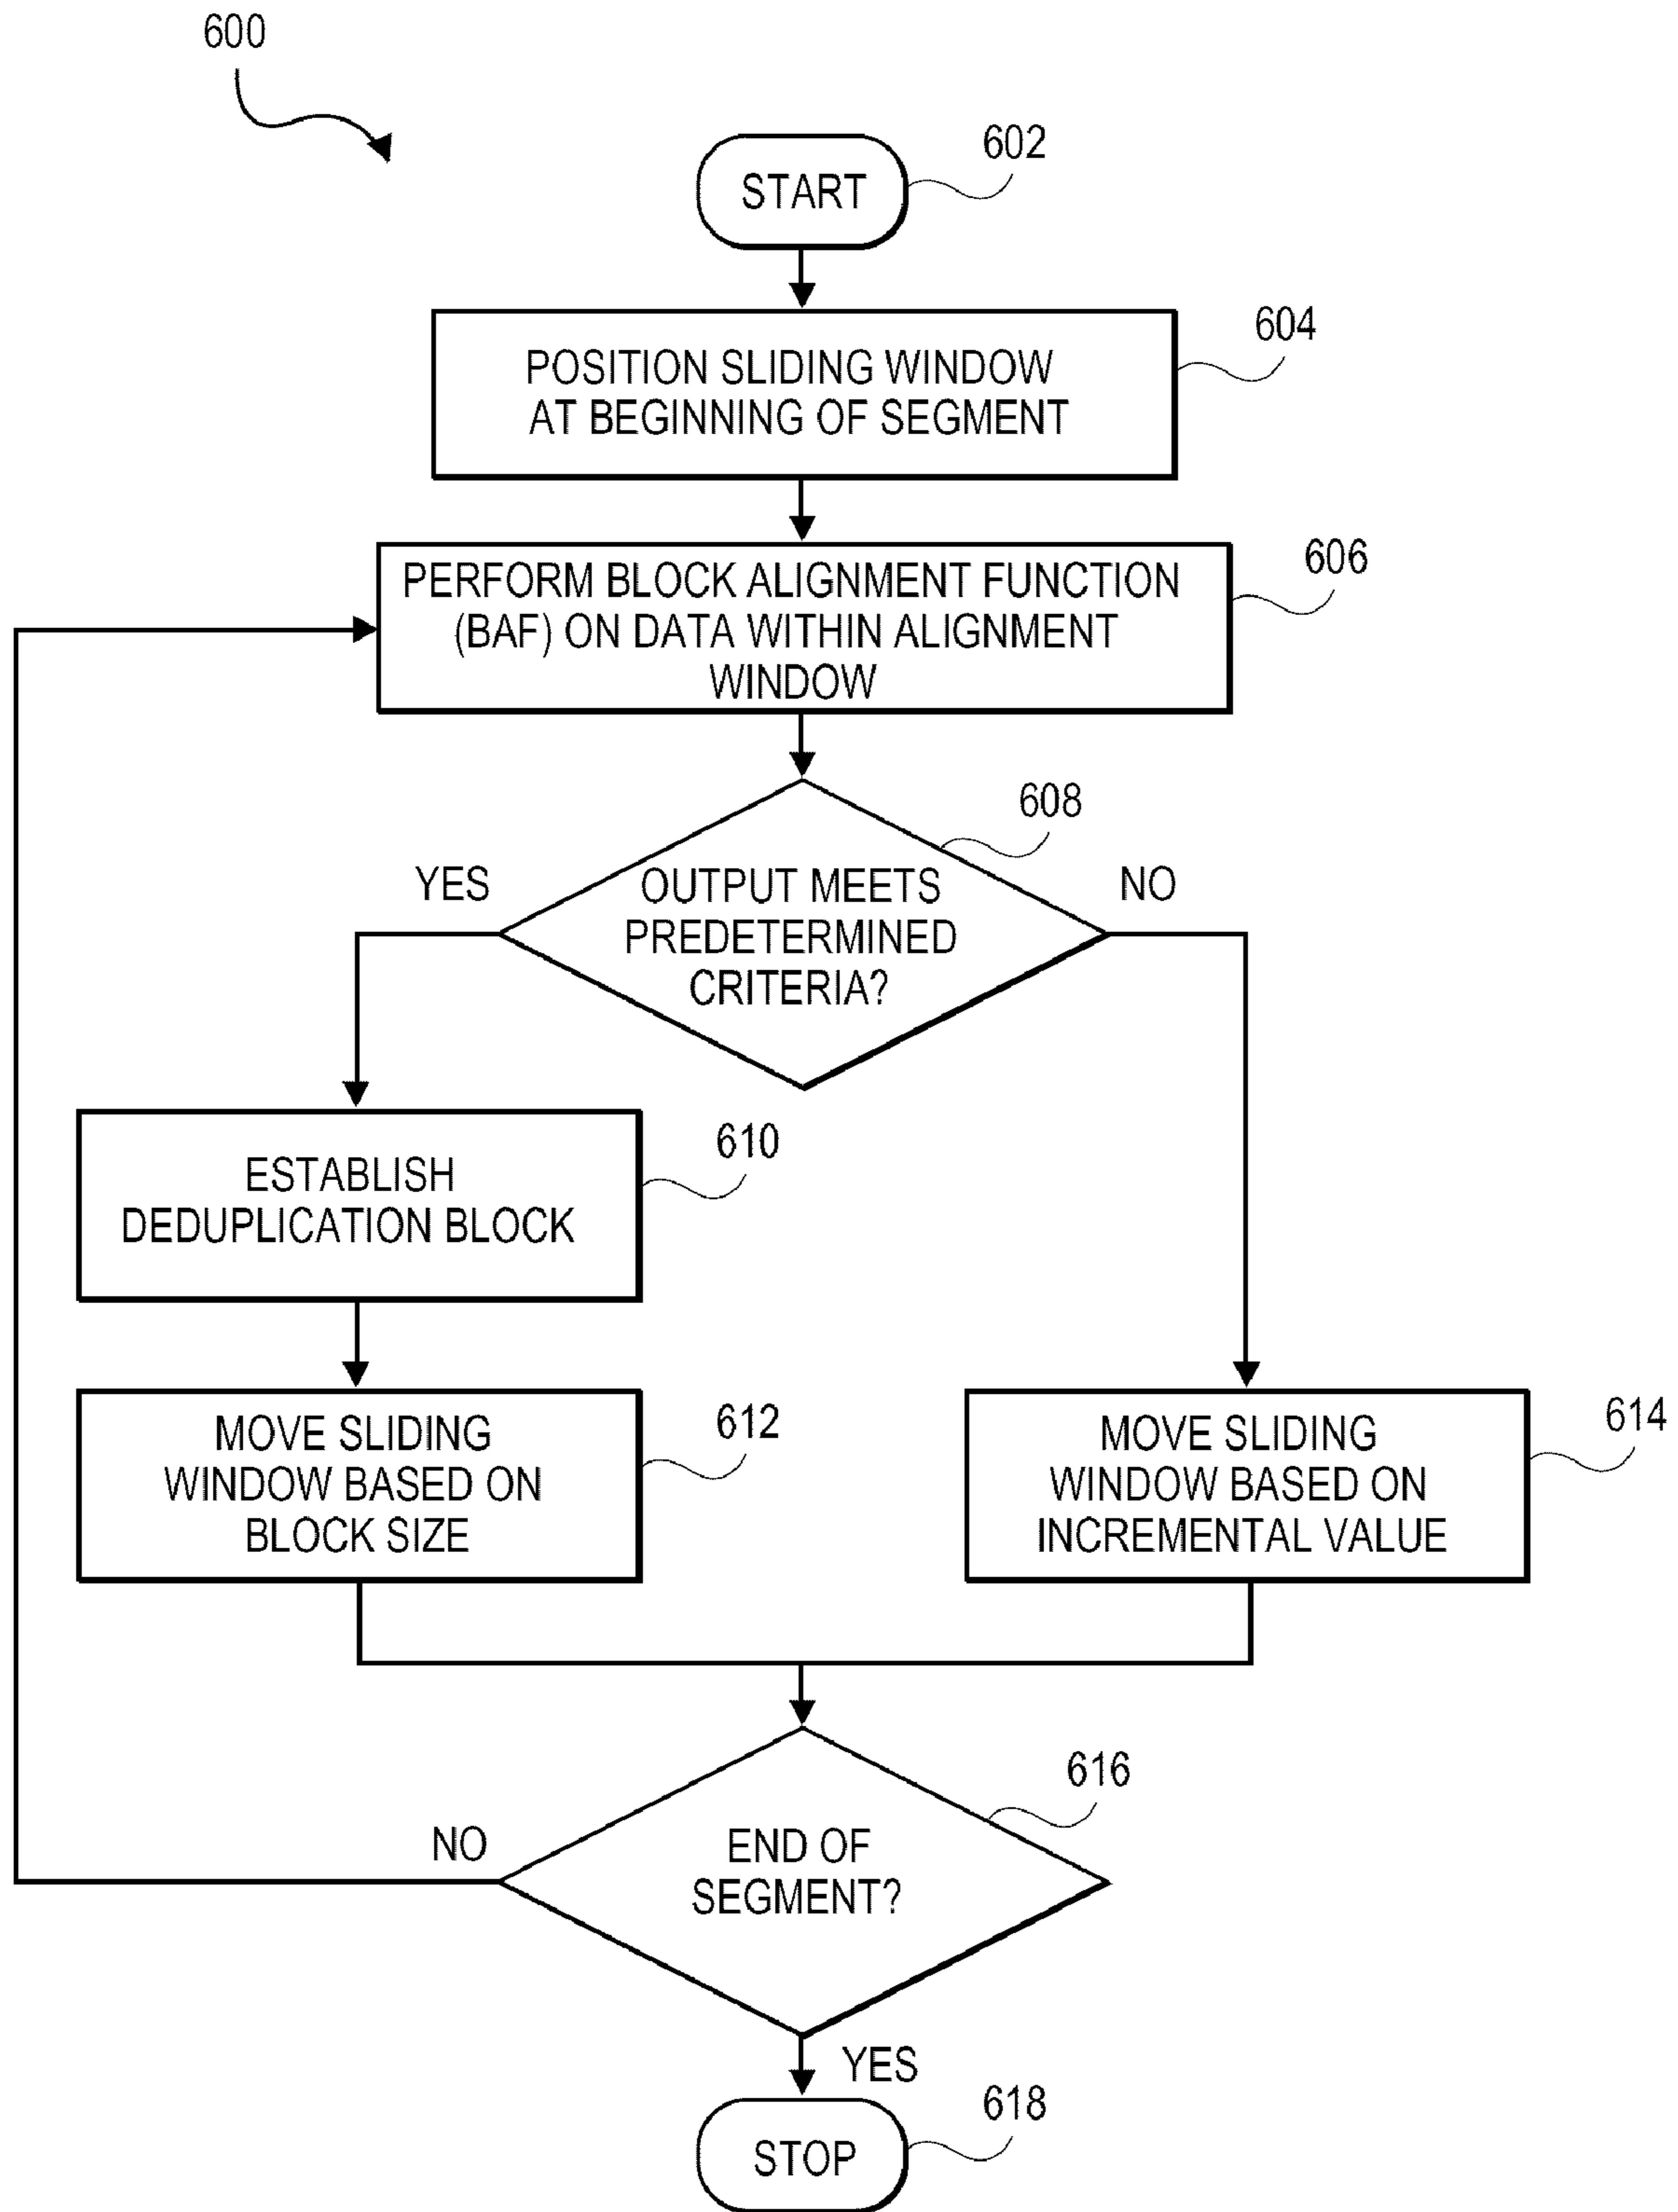 600
602
START
604
POSITION SLIDING WINDOW
AT BEGINNING OF SEGMENT
606
PERFORM BLOCK ALIGNMENT FUNCTION
(BAF) ON DATA WITHIN ALIGNMENT
WINDOW
608
YES
NO
OUTPUT MEETS
PREDETERMINED
CRITERIA?
610
ESTABLISH
DEDUPLICATION BLOCK
612
MOVE SLIDING
WINDOW BASED ON
BLOCK SIZE
614
MOVE SLIDING
WINDOW BASED ON
INCREMENTAL VALUE
616
NO
END OF
SEGMENT?
YES
618
STOP